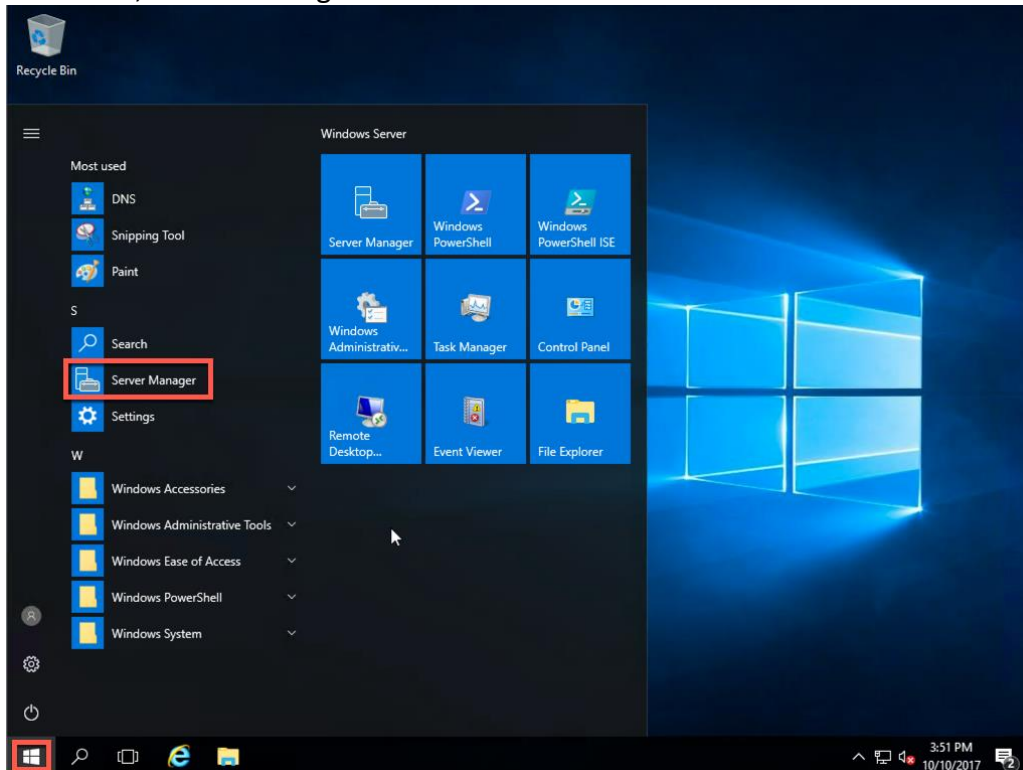 Recycle Bin
Windows Server
Most used
DNS
Snipping Tool
Paint
S
Search
Server Manager
Settings
W
Windows Accessories
Windows Administrative Tools
Windows Ease of Access
Windows PowerShell
Windows System
Server Manager
Windows
PowerShell
Windows
PowerShell ISE
Windows
Administrativ...
Task Manager
Control Panel
Remote
Desktop...
Event Viewer
File Explorer
3:51 PM
10/10/2017
2